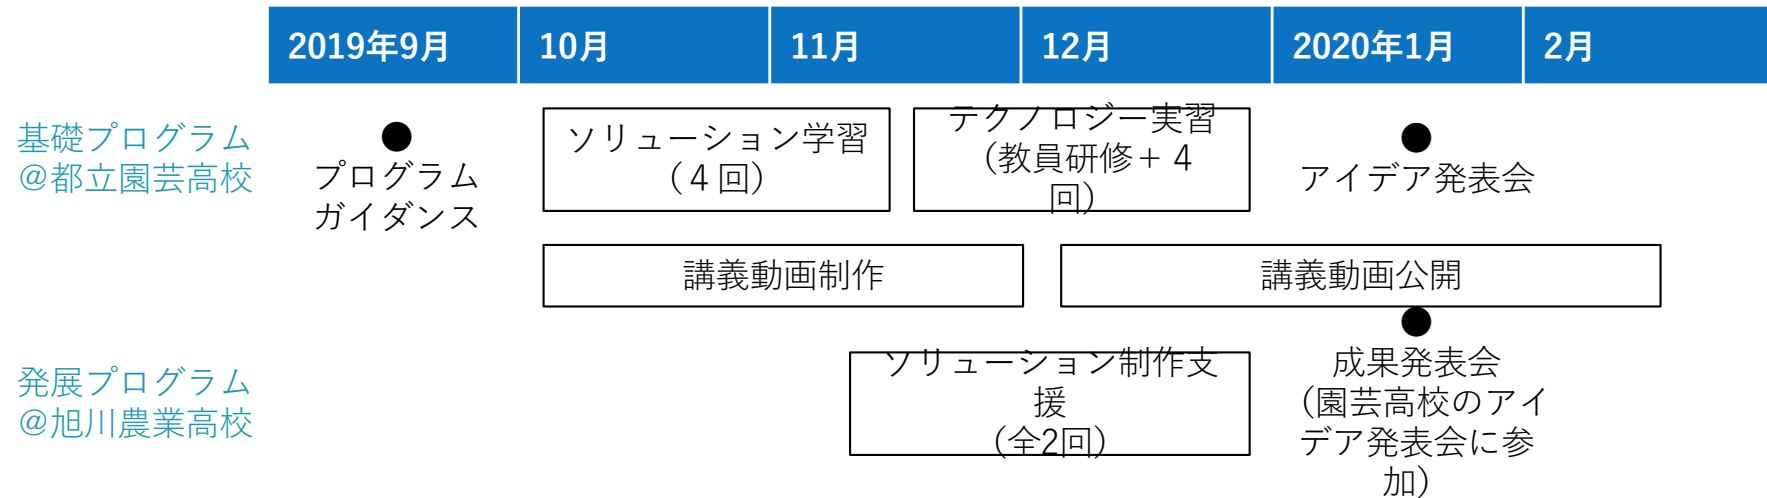 2019年9月
10月
11月
12月
2020年1月
2月
基礎プログラム
@都立園芸高校
●
プログラム
ガイダンス
ソリューション学習
（４回）
テクノロジー実習
（教員研修＋４
回）
●
アイデア発表会
講義動画制作
講義動画公開
発展プログラム
@旭川農業高校
ソリューション制作支
援
（全2回）
●
成果発表会
（園芸高校のアイ
デア発表会に参
加）